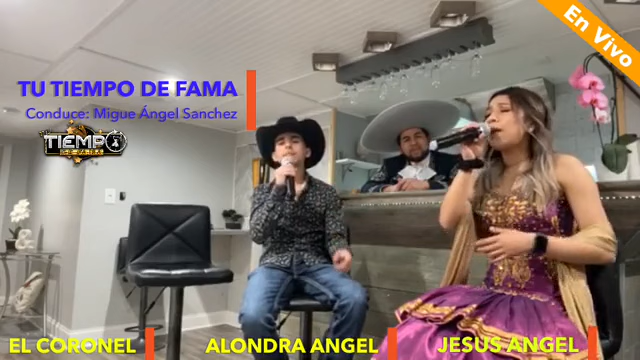 En Vivo
TU TIEMPO DE FAMA
Conduce: Migue Ángel Sanchez
TIEMPO
EL CORONEL
ALONDRA ANGEL
JESUS ANGEL